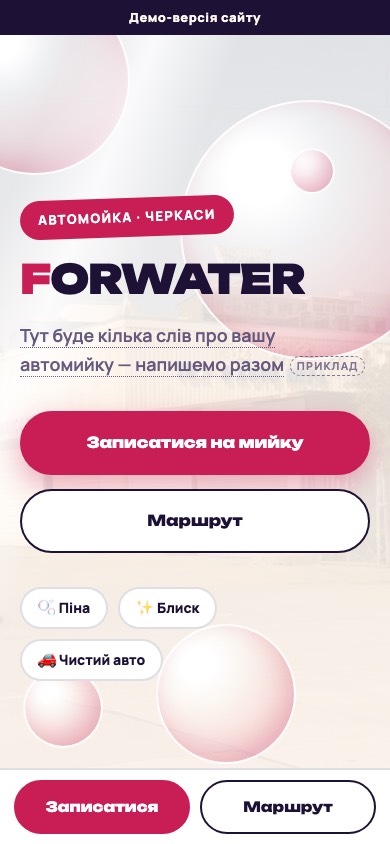 Демо-версія сайту
АВТОМОЙКА · ЧЕРКАСИ
FORWATER
Тут буде кілька слів про вашу
автомийку — напишемо разом ПРИКЛАД
Записатися на мийку
Маршрут
🫧 Піна ✨ Блиск
🚗 Чистий авто
Записатися Маршрут